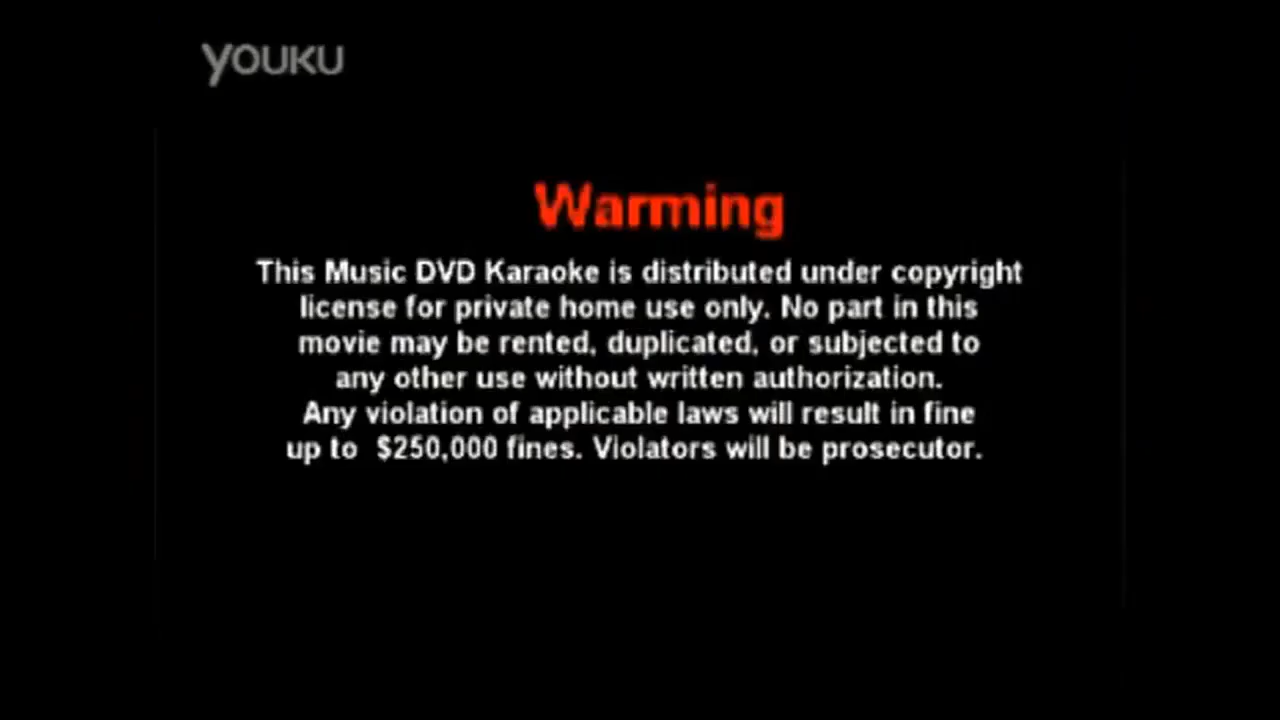 YOUKU
Warming
This Music DVD Karaoke is distributed under copyright
license for private home use only. No part in this
movie may be rented, duplicated, or subjected to
any other use without written authorization.
Any violation of applicable laws will result in fine
up to $250,000 fines. Violators will be prosecutor.